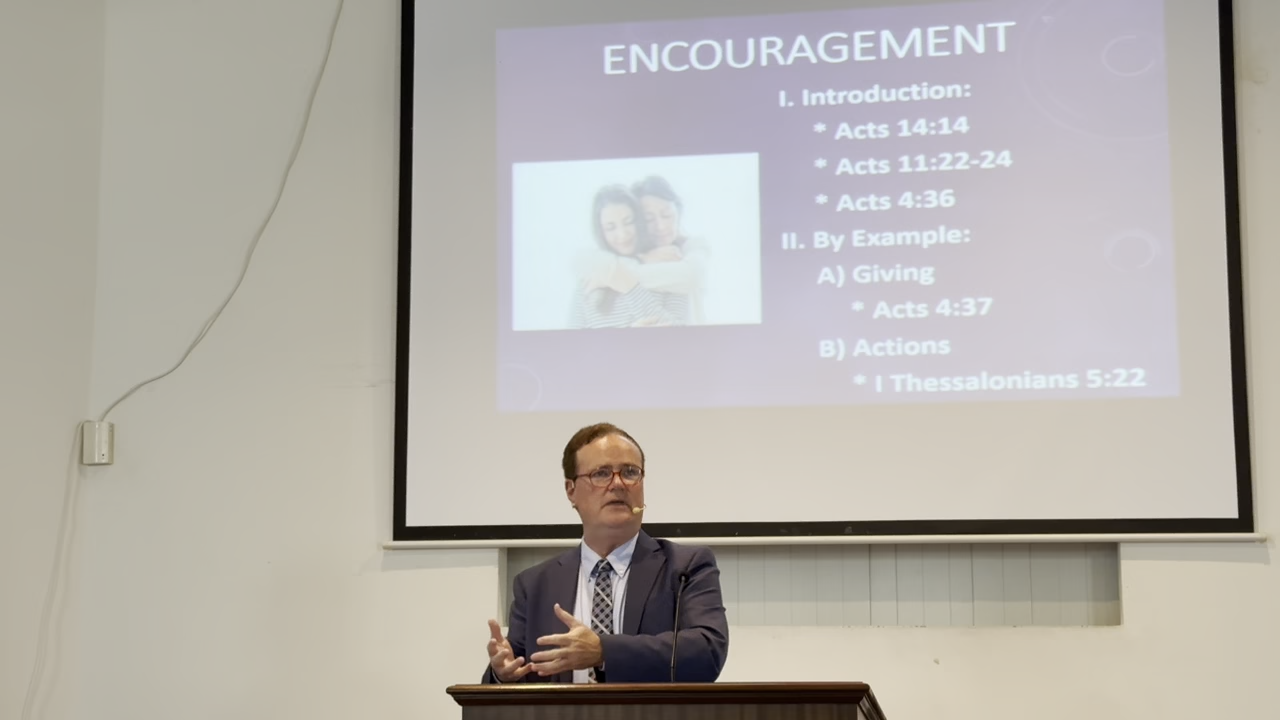 ENCOURAGEMENT
I. Introduction:
* Acts 14:14
* Acts 11:22-24
* Acts 4:36
II. By Example:
A) Giving
* Acts 4:37
B) Actions
* I Thessalonians 5:22